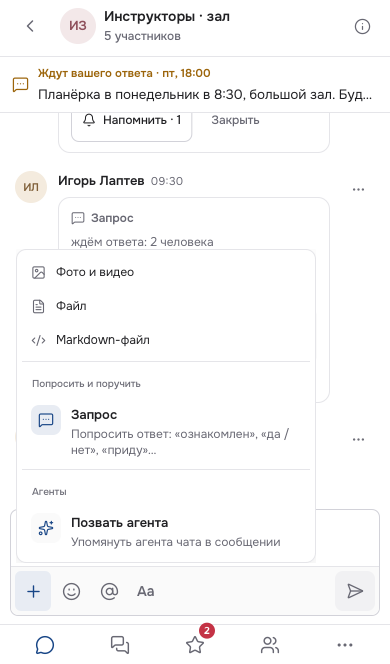 ИЗ
Инструкторы · зал
5 участников
Ждут вашего ответа · пт, 18:00
Планёрка в понедельник в 8:30, большой зал. Буд...
Напомнить · 1
Закрыть
ИЛ
Игорь Лаптев 09:30
Запрос
ждём ответа: 2 человека
Фото и видео
Файл
Markdown-файл
Попросить и поручить
Запрос
Попросить ответ: «ознакомлен», «да /
нет», «приду»...
Агенты
Позвать агента
Упомянуть агента чата в сообщении
Aa
2